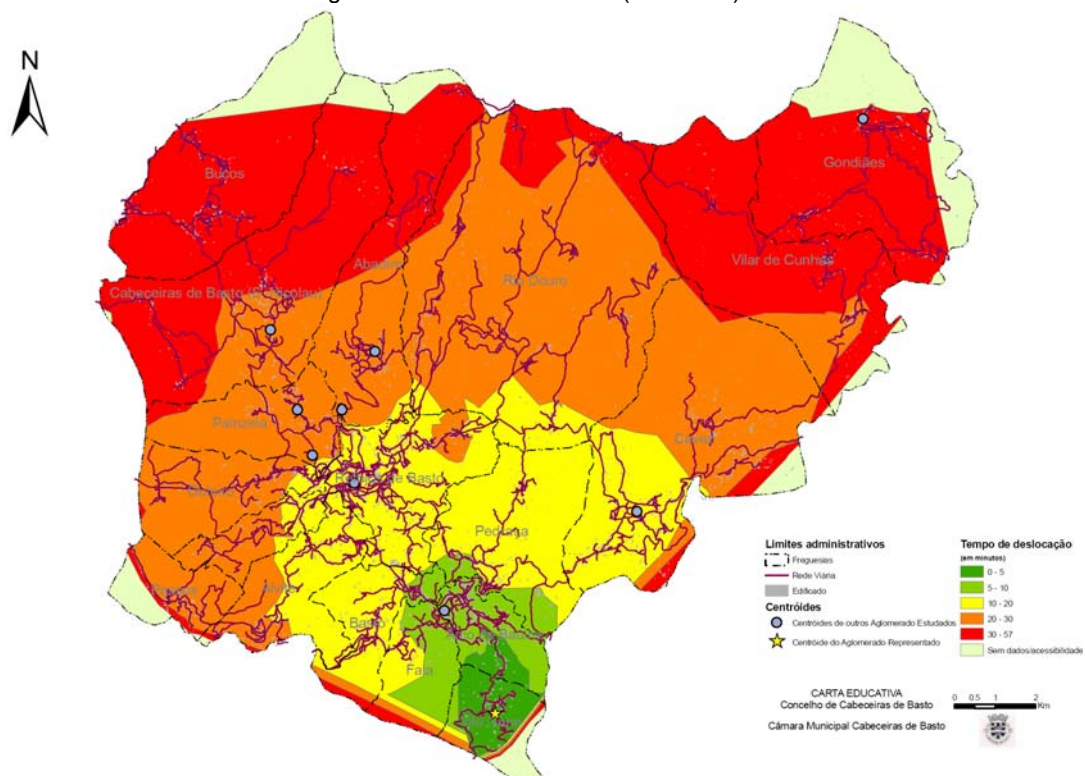 N
Gondiães
Bucos
Vilar de Cunhas
Abadim
Rio Douro
Cabeceiras de Basto (S. Nicolau)
Painzela
Cavez
de Basto
Pedraça
Basto
Faia
Limites administrativos
Freguesias
Rede Viária
Edificado
Centróides
Centróides de outros Aglomerado Estudados
Centróide do Aglomerado Representado
Tempo de deslocação
(em minutos)
0 - 5
5 - 10
10 - 20
20 - 30
30 - 57
Sem dados/acessibilidade
CARTA EDUCATIVA
Concelho de Cabeceiras de Basto
Câmara Municipal Cabeceiras de Basto
0 0.5 1 2
Km